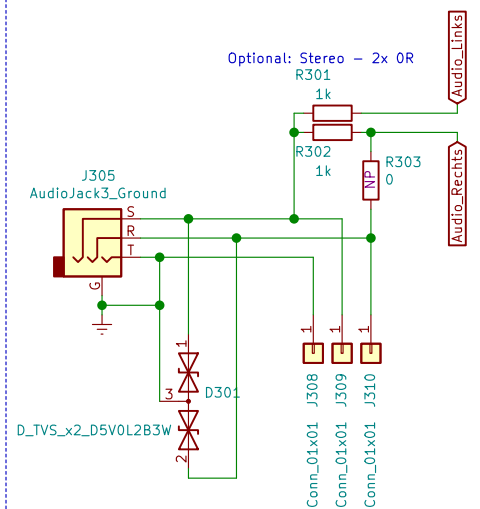 Audio_Links
Optional: Stereo - 2x 0R
R301
1k
R302
1k
R303
0
NP
Audio_Rechts
J305
AudioJack3_Ground
S
R
T
G
1
1
1
1
3
2
D301
D_TVS_x2_D5V0L2B3W
J308
J309
J310
Conn_01x01
Conn_01x01
Conn_01x01